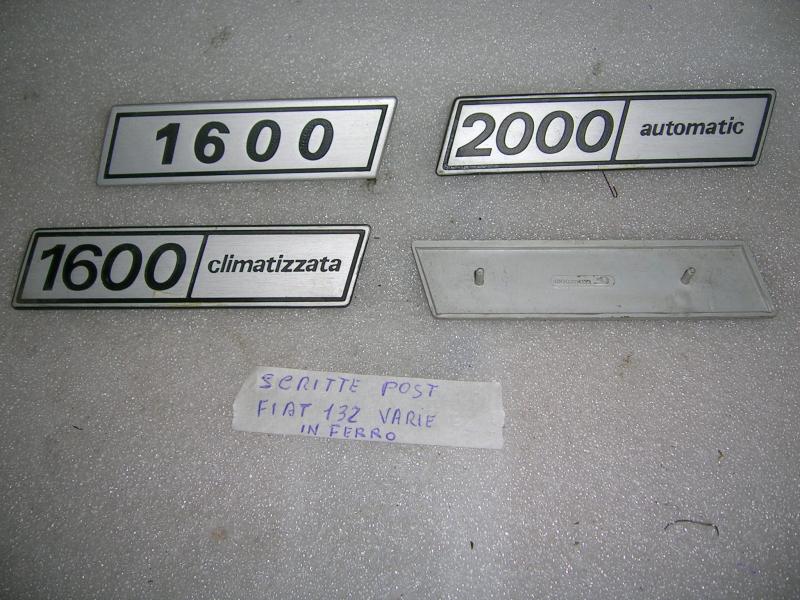 1600
2000 automatic
1600 climatizzata
SCRITTE POST
FIAT 132 VARIE
IN FERRO